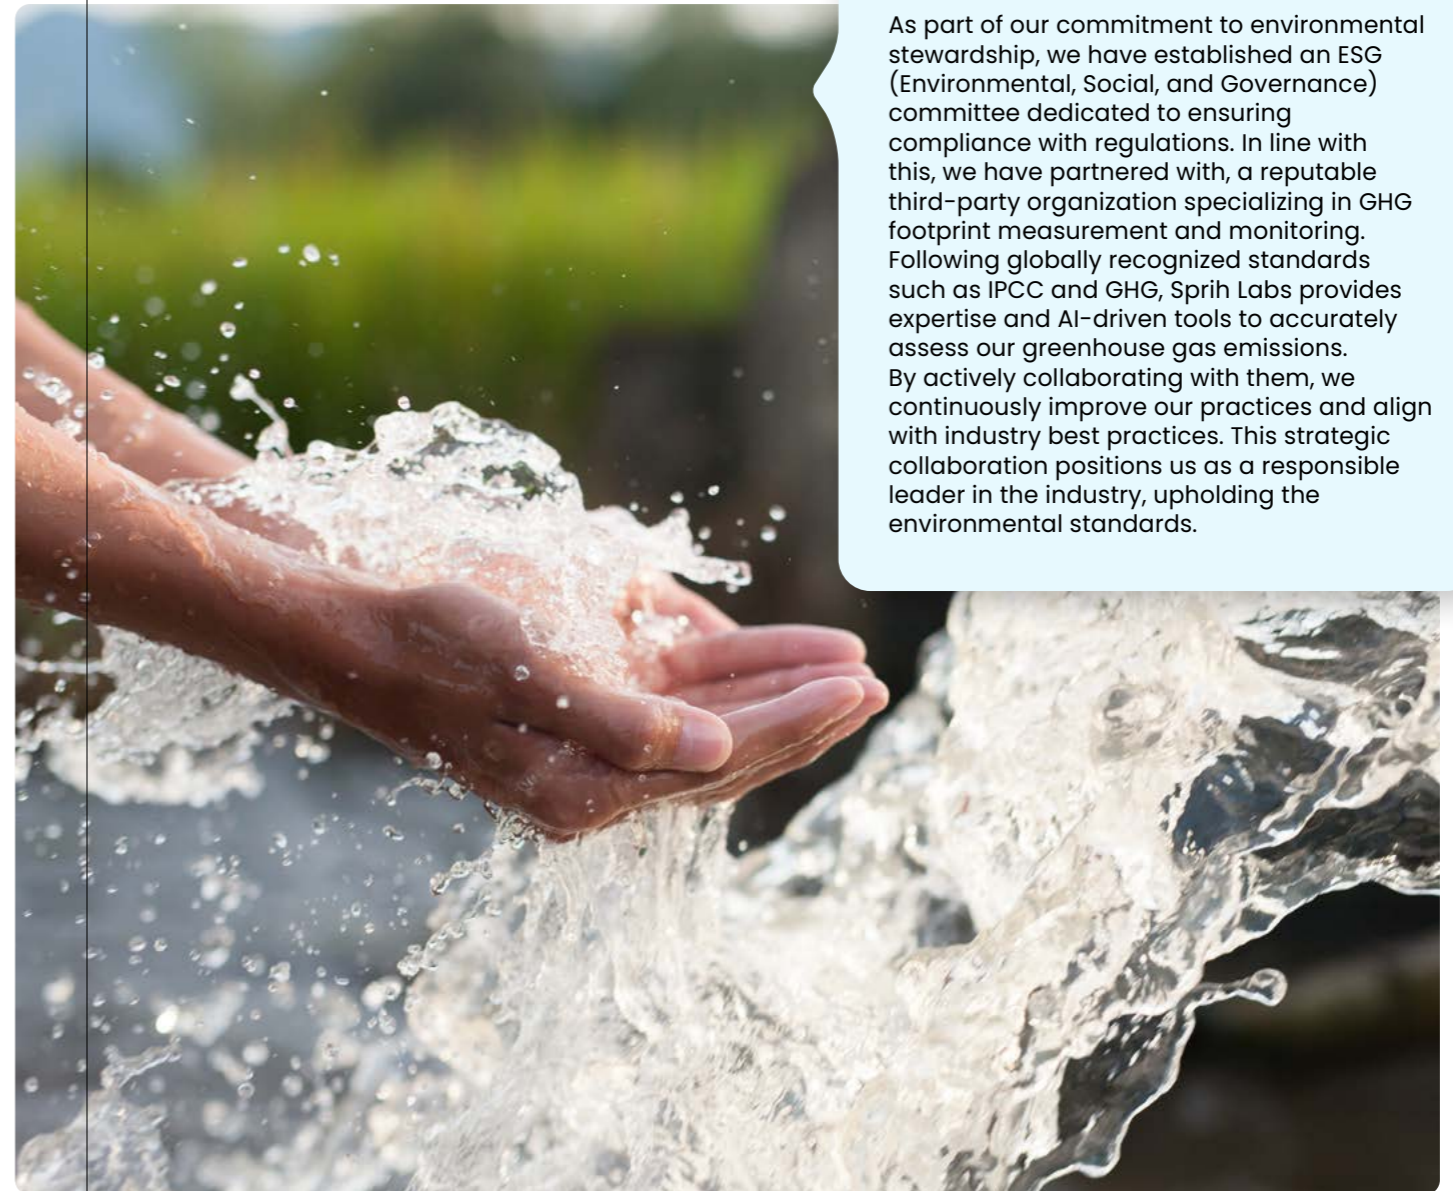 As part of our commitment to environmental
stewardship, we have established an ESG
(Environmental, Social, and Governance)
committee dedicated to ensuring
compliance with regulations. In line with
this, we have partnered with, a reputable
third-party organization specializing in GHG
footprint measurement and monitoring.
Following globally recognized standards
such as IPCC and GHG, Sprih Labs provides
expertise and AI-driven tools to accurately
assess our greenhouse gas emissions.
By actively collaborating with them, we
continuously improve our practices and align
with industry best practices. This strategic
collaboration positions us as a responsible
leader in the industry, upholding the
environmental standards.